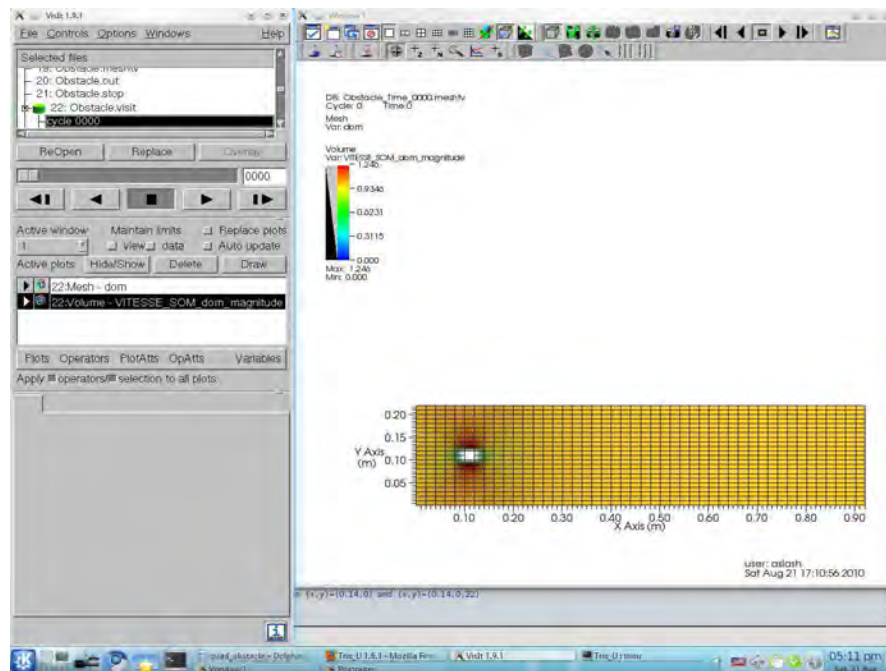 VisIt 1.9.1
File Controls Options Windows Help
Selected files
19: Obstacle.meshtv
20: Obstacle.out
21: Obstacle.stop
22: Obstacle.visit
cycle 0000
ReOpen Replace Overlay
0000
Active window Maintain limits Replace plots
1 view data Auto update
Active plots Hide/Show Delete Draw
22:Mesh - dom
22:Volume - VITESSE_SOM_dom_magnitude
Plots Operators PlotAtts OpAtts Variables
Apply operators/ selection to all plots
Window 1
DB: Obstacle_Time_0000.meshtv
Cycle: 0 Time:0
Mesh
Var: dom
Volume
Var: VITESSE_SOM_dom_magnitude
1.246
0.9346
0.6231
0.3115
0.000
Max: 1.246
Min: 0.000
0.20
0.15
Y Axis
(m)
0.10
0.05
0.10 0.20 0.30 0.40 0.50 0.60 0.70 0.80 0.90
X Axis (m)
user: aslash
Sat Aug 21 17:10:56 2010
(x,y)=(0.14,0) and (x,y)=(0.14,0.22)
quad_obstacle - Dolphin
VisIt 1.9.1
05:11 pm